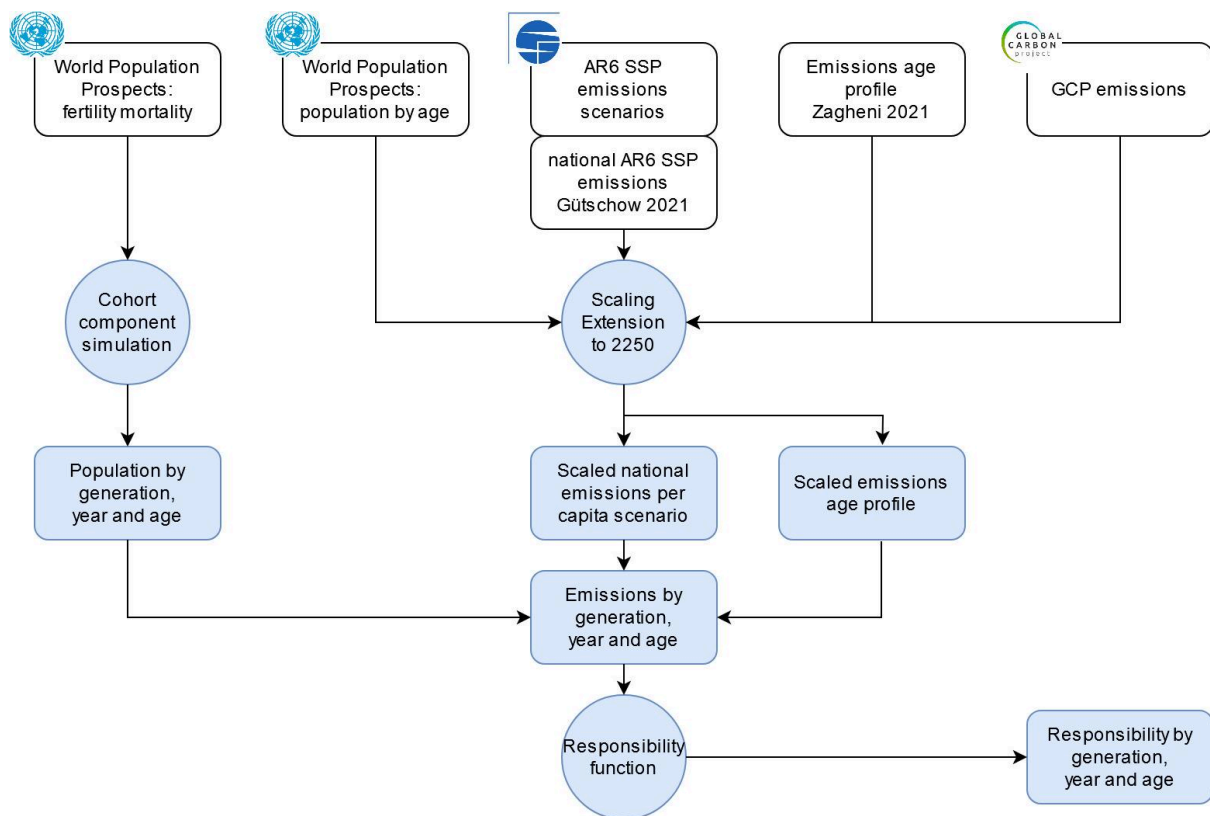 World Population
Prospects:
fertility mortality
World Population
Prospects:
population by age
AR6 SSP
emissions
scenarios
national AR6 SSP
emissions
Gütschow 2021
Emissions age
profile
Zagheni 2021
GLOBAL
CARBON
project
GCP emissions
Cohort
component
simulation
Scaling
Extension
to 2250
Population by
generation,
year and age
Scaled national
emissions per
capita scenario
Scaled emissions
age profile
Emissions by
generation,
year and age
Responsibility
function
Responsibility by
generation,
year and age